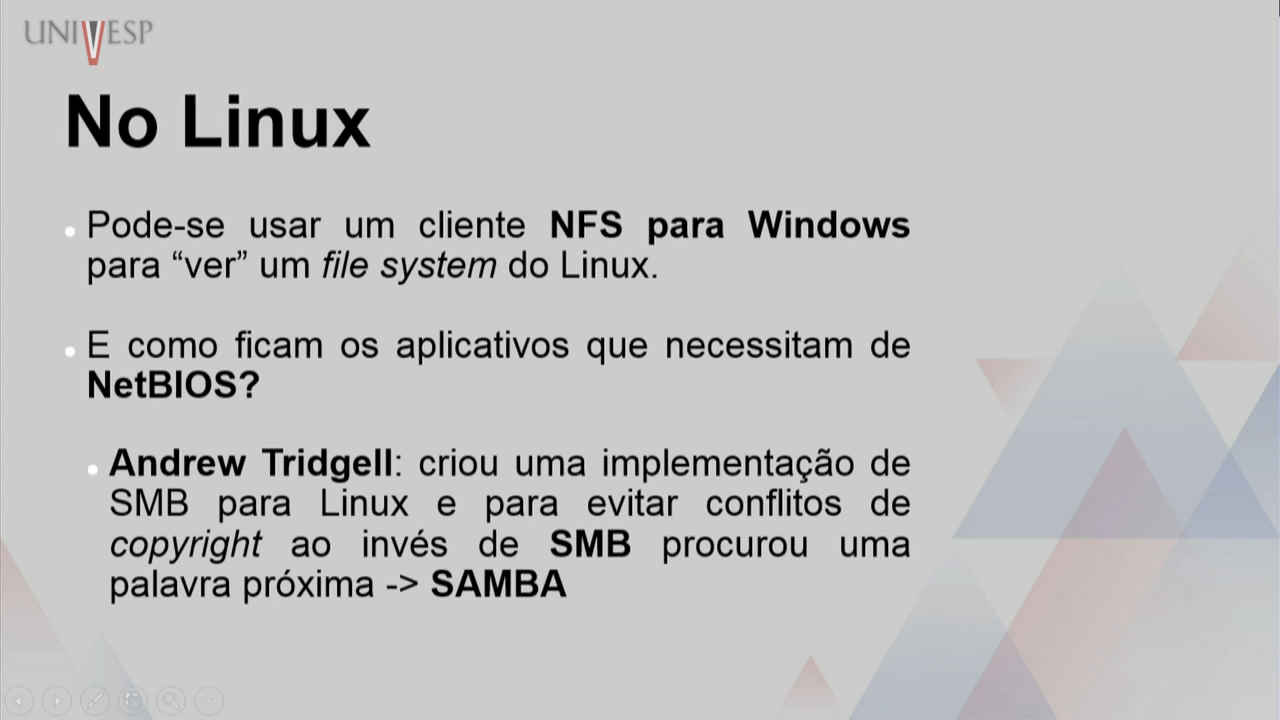 UNIVESP
No Linux
Pode-se usar um cliente NFS para Windows
para “ver” um file system do Linux.
E como ficam os aplicativos que necessitam de
NetBIOS?
Andrew Tridgell: criou uma implementação de
SMB para Linux e para evitar conflitos de
copyright ao invés de SMB procurou uma
palavra próxima -> SAMBA